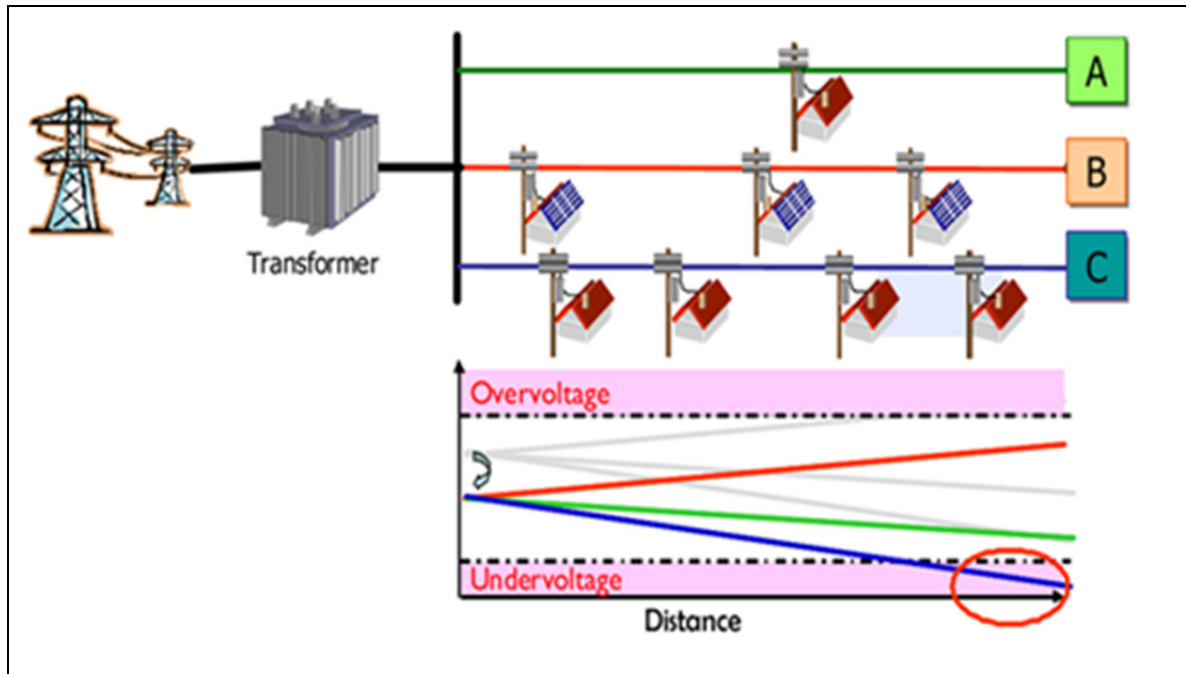 A
B
Transformer
C
Overvoltage
Undervoltage
Distance